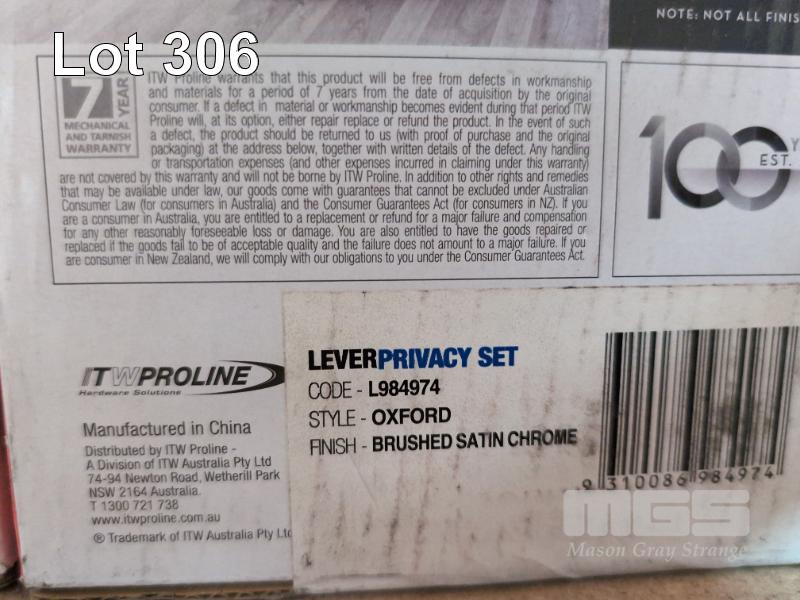 Lot 306
NOTE: NOT ALL FINIS
7 YEAR
MECHANICAL
AND TARNISH
WARRANTY
ITW Proline warrants that this product will be free from defects in workmanship
and materials for a period of 7 years from the date of acquisition by the original
consumer. If a defect in material or workmanship becomes evident during that period ITW
Proline will, at its option, either repair replace or refund the product. In the event of such
a defect, the product should be returned to us (with proof of purchase and the original
packaging) at the address below, together with written details of the defect. Any handling
or transportation expenses (and other expenses incurred in claiming under this warranty)
are not covered by this warranty and will not be borne by ITW Proline. In addition to other rights and remedies
that may be available under law, our goods come with guarantees that cannot be excluded under Australian
Consumer Law (for consumers in Australia) and the Consumer Guarantees Act (for consumers in NZ). If you
are a consumer in Australia, you are entitled to a replacement or refund for a major failure and compensation
for any other reasonably foreseeable loss or damage. You are also entitled to have the goods repaired or
replaced if the goods fail to be of acceptable quality and the failure does not amount to a major failure. If you
are consumer in New Zealand, we will comply with our obligations to you under the Consumer Guarantees Act.
100 Y
EST.
ITWPROLINE
Hardware Solutions
Manufactured in China
Distributed by ITW Proline -
A Division of ITW Australia Pty Ltd
74-94 Newton Road, Wetherill Park
NSW 2164 Australia.
T 1300 721 738
www.itwproline.com.au
® Trademark of ITW Australia Pty Ltd
LEVERPRIVACY SET
CODE - L984974
STYLE - OXFORD
FINISH - BRUSHED SATIN CHROME
9 310086 984974
MGS
Mason Gray Strange